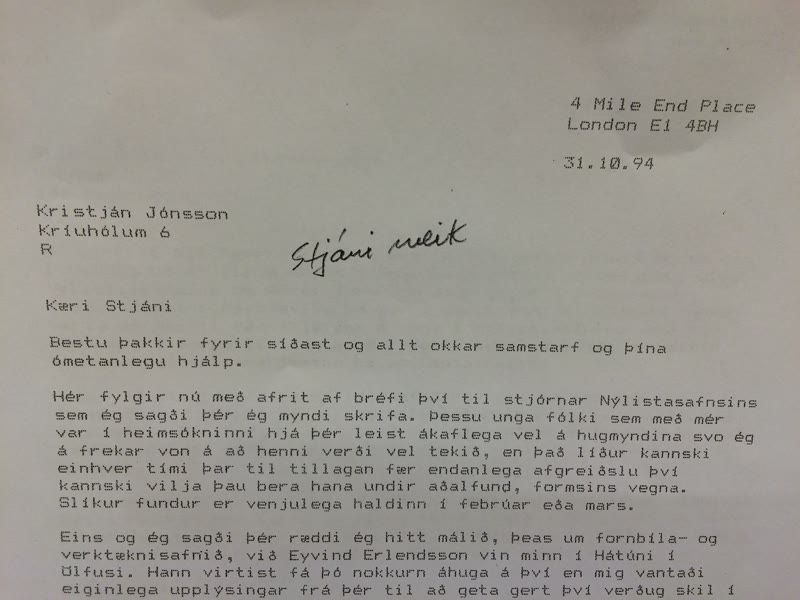 4 Mile End Place
London E1 4BH
31.10.94
Kristján Jónsson
Kríuhólum 6
R
Stjáni meik
Kæri Stjáni
Bestu þakkir fyrir síðast og allt okkar samstarf og þína
ómetanlegu hjálp.
Hér fylgir nú með afrit af bréfi því til stjórnar Nýlistasafnsins
sem ég sagði þér ég myndi skrifa. Þessu unga fólki sem með mér
var í heimsókninni hjá þér leist ákaflega vel á hugmyndina svo ég
á frekar von á að henni verði vel tekið, en það líður kannski
einhver tími þar til tillagan fær endanlega afgreiðslu því
kannski vilja þau bera hana undir aðalfund, formsins vegna.
Slíkur fundur er venjulega haldinn í febrúar eða mars.
Eins og ég sagði þér ræddi ég hitt málið, þeas um fornbíla- og
verktæknisafnið, við Eyvind Erlendsson vin minn í Hátúni í
Ölfusi. Hann virtist fá þó nokkurn áhuga á því en mig vantaði
eiginlega upplýsingar frá þér til að geta gert því verðug skil í